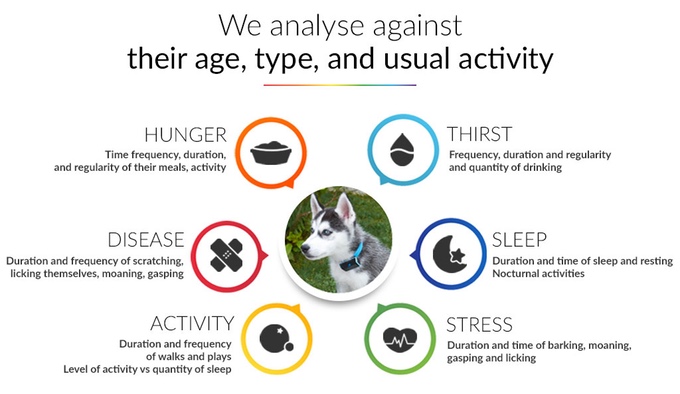 We analyse against
their age, type, and usual activity
HUNGER
Time frequency, duration,
and regularity of their meals, activity
THIRST
Frequency, duration and regularity
and quantity of drinking
DISEASE
Duration and frequency of scratching,
licking themselves, moaning, gasping
SLEEP
Duration and time of sleep and resting
Nocturnal activities
ACTIVITY
Duration and frequency
of walks and plays
Level of activity vs quantity of sleep
STRESS
Duration and time of barking, moaning,
gasping and licking